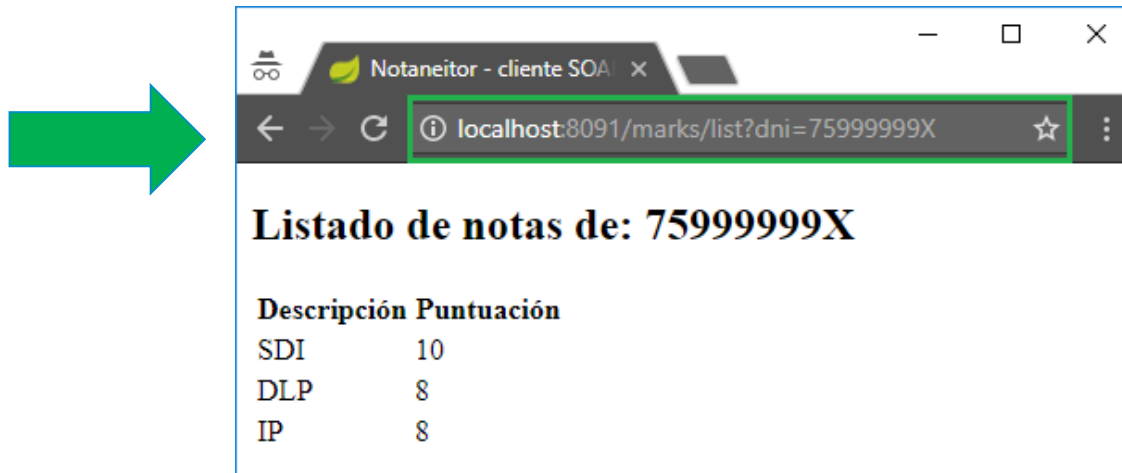 Notaneitor - cliente SOA
localhost:8091/marks/list?dni=75999999X
Listado de notas de: 75999999X
Descripción Puntuación
SDI 10
DLP 8
IP 8